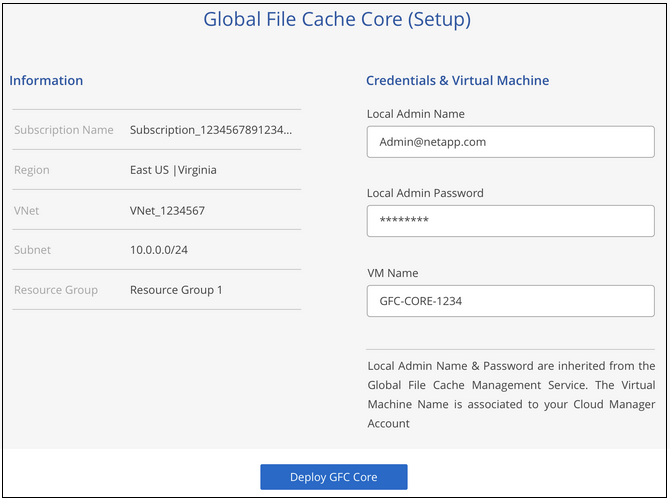 Global File Cache Core (Setup)
Information
Subscription Name Subscription_1234567891234...
Region East US |Virginia
VNet VNet_1234567
Subnet 10.0.0.0/24
Resource Group Resource Group 1
Credentials & Virtual Machine
Local Admin Name
Admin@netapp.com
Local Admin Password
********
VM Name
GFC-CORE-1234
Local Admin Name & Password are inherited from the
Global File Cache Management Service. The Virtual
Machine Name is associated to your Cloud Manager
Account
Deploy GFC Core